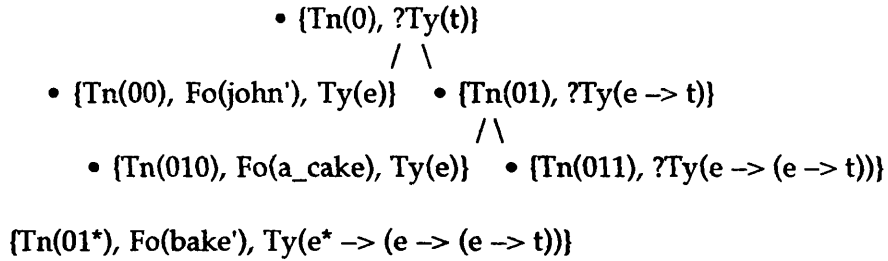 • {Tn(0), ?Ty(t)}
/ \
• {Tn(00), Fo(john'), Ty(e)} • {Tn(01), ?Ty(e –> t)}
/ \
• {Tn(010), Fo(a_cake), Ty(e)} • {Tn(011), ?Ty(e –> (e –> t))}
{Tn(01*), Fo(bake'), Ty(e* –> (e –> (e –> t))}